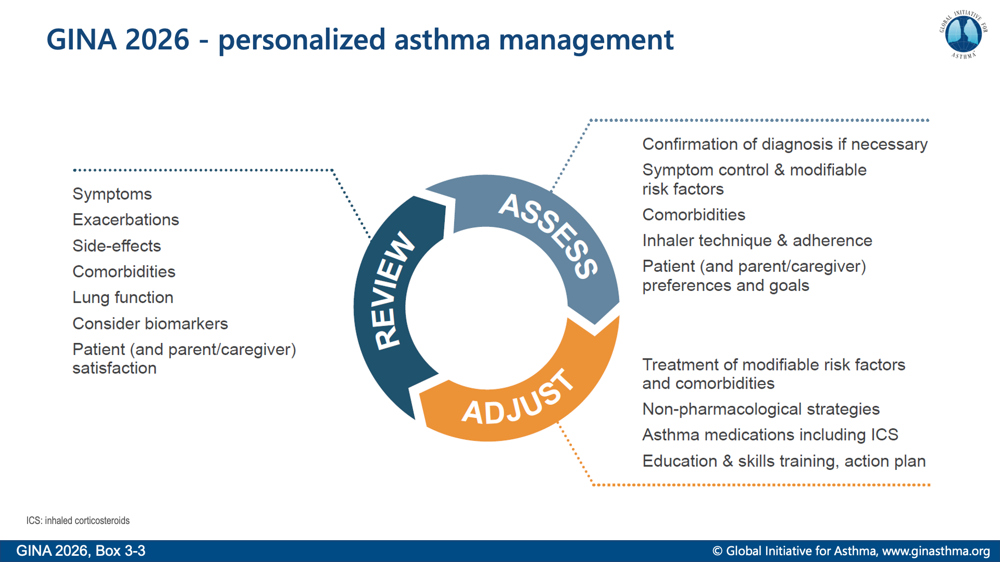 GINA 2026 - personalized asthma management
GLOBAL INITIATIVE FOR
ASTHMA
Symptoms
Exacerbations
Side-effects
Comorbidities
Lung function
Consider biomarkers
Patient (and parent/caregiver)
satisfaction
REVIEW
ASSESS
ADJUST
Confirmation of diagnosis if necessary
Symptom control & modifiable
risk factors
Comorbidities
Inhaler technique & adherence
Patient (and parent/caregiver)
preferences and goals
Treatment of modifiable risk factors
and comorbidities
Non-pharmacological strategies
Asthma medications including ICS
Education & skills training, action plan
ICS: inhaled corticosteroids
GINA 2026, Box 3-3
© Global Initiative for Asthma, www.ginasthma.org